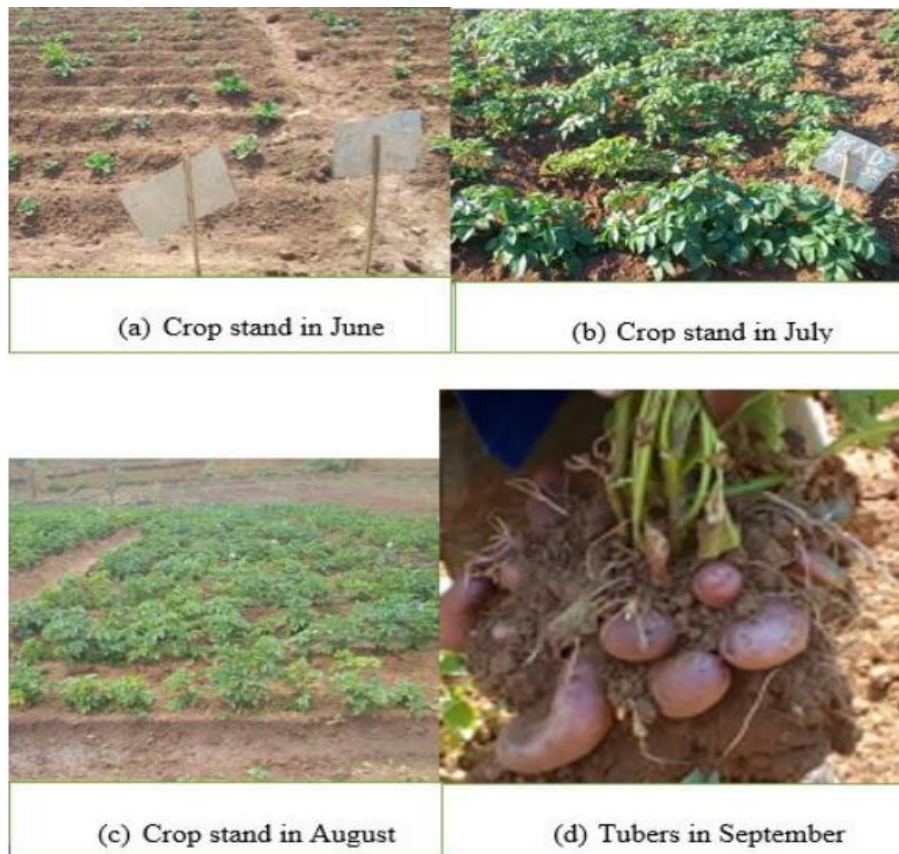 (a) Crop stand in June
(b) Crop stand in July
(c) Crop stand in August
(d) Tubers in September